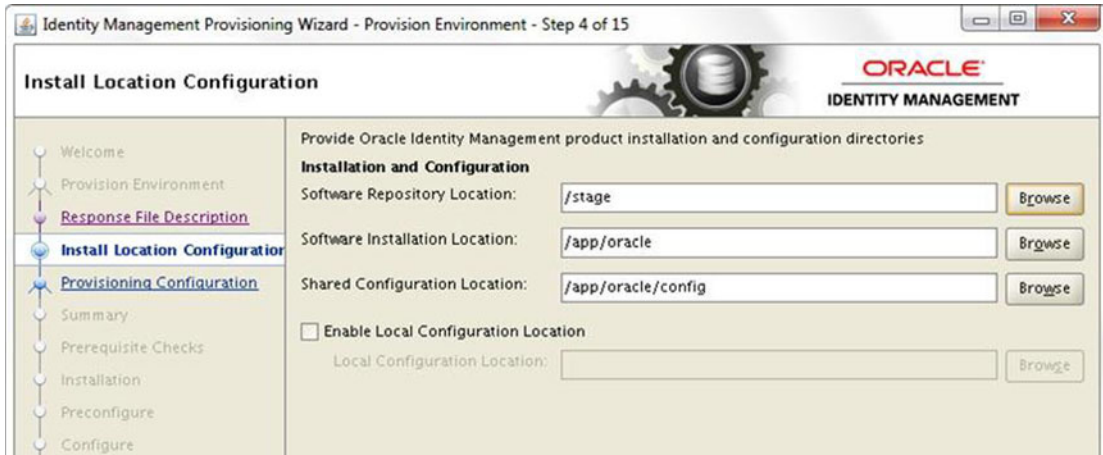 Identity Management Provisioning Wizard - Provision Environment - Step 4 of 15
Install Location Configuration
ORACLE
IDENTITY MANAGEMENT
Welcome
Provision Environment
Response File Description
Install Location Configuration
Provisioning Configuration
Summary
Prerequisite Checks
Installation
Preconfigure
Configure
Provide Oracle Identity Management product installation and configuration directories
Installation and Configuration
Software Repository Location: /stage Browse
Software Installation Location: /app/oracle Browse
Shared Configuration Location: /app/oracle/config Browse
Enable Local Configuration Location
Local Configuration Location: Browse